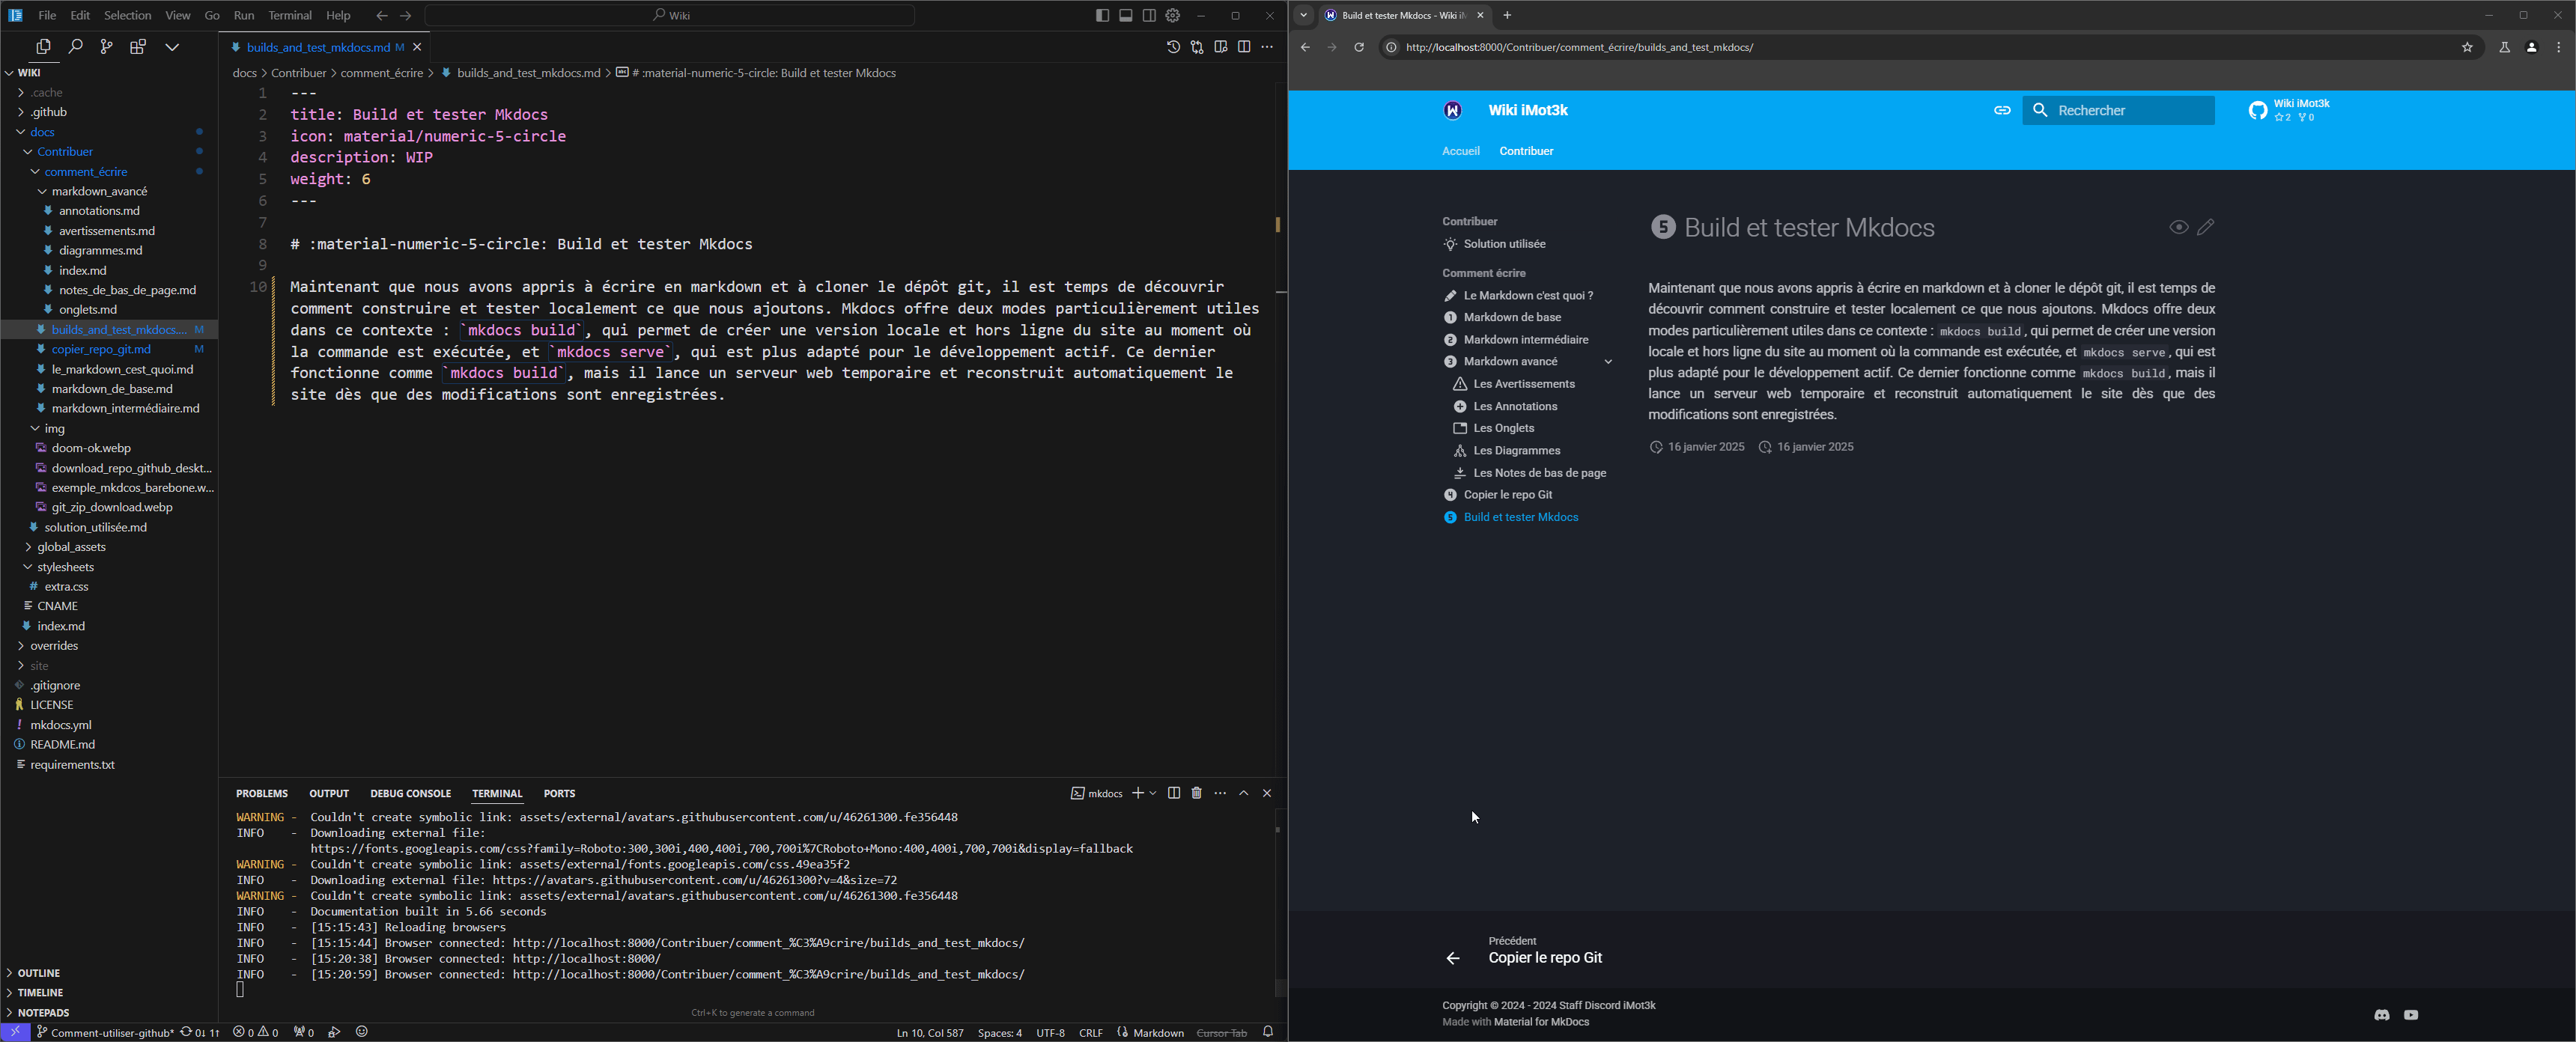 File Edit Selection View Go Run Terminal Help
Wiki
WIKI
.cache
.github
docs
Contribuer
comment_écrire
markdown_avancé
annotations.md
avertissements.md
diagrammes.md
index.md
notes_de_bas_de_page.md
onglets.md
builds_and_test_mkdocs.... M
copier_repo_git.md M
le_markdown_cest_quoi.md
markdown_de_base.md
markdown_intermédiaire.md
img
doom-ok.webp
download_repo_github_deskt...
exemple_mkdcos_barebone.w...
git_zip_download.webp
solution_utilisée.md
global_assets
stylesheets
extra.css
CNAME
index.md
overrides
site
.gitignore
LICENSE
mkdocs.yml
README.md
requirements.txt
OUTLINE
TIMELINE
NOTEPADS
builds_and_test_mkdocs.md M
docs > Contribuer > comment_écrire > builds_and_test_mkdocs.md > # :material-numeric-5-circle: Build et tester Mkdocs
1 ---
2 title: Build et tester Mkdocs
3 icon: material/numeric-5-circle
4 description: WIP
5 weight: 6
6 ---
7
8 # :material-numeric-5-circle: Build et tester Mkdocs
9
10 Maintenant que nous avons appris à écrire en markdown et à cloner le dépôt git, il est temps de découvrir
comment construire et tester localement ce que nous ajoutons. Mkdocs offre deux modes particulièrement utiles
dans ce contexte : `mkdocs build`, qui permet de créer une version locale et hors ligne du site au moment où
la commande est exécutée, et `mkdocs serve`, qui est plus adapté pour le développement actif. Ce dernier
fonctionne comme `mkdocs build`, mais il lance un serveur web temporaire et reconstruit automatiquement le
site dès que des modifications sont enregistrées.
PROBLEMS OUTPUT DEBUG CONSOLE TERMINAL PORTS
mkdocs
WARNING - Couldn't create symbolic link: assets/external/avatars.githubusercontent.com/u/46261300.fe356448
INFO - Downloading external file:
https://fonts.googleapis.com/css?family=Roboto:300,300i,400,400i,700,700i%7CRoboto+Mono:400,400i,700,700i&display=fallback
WARNING - Couldn't create symbolic link: assets/external/fonts.googleapis.com/css.49ea35f2
INFO - Downloading external file: https://avatars.githubusercontent.com/u/46261300?v=4&size=72
WARNING - Couldn't create symbolic link: assets/external/avatars.githubusercontent.com/u/46261300.fe356448
INFO - Documentation built in 5.66 seconds
INFO - [15:15:43] Reloading browsers
INFO - [15:15:44] Browser connected: http://localhost:8000/Contribuer/comment_%C3%A9crire/builds_and_test_mkdocs/
INFO - [15:20:38] Browser connected: http://localhost:8000/
INFO - [15:20:59] Browser connected: http://localhost:8000/Contribuer/comment_%C3%A9crire/builds_and_test_mkdocs/
Ctrl+K to generate a command
Comment-utiliser-github* 0↓ 1↑ 0 0 0
Ln 10, Col 587 Spaces: 4 UTF-8 CRLF Markdown Cursor Tab
Build et tester Mkdocs - Wiki iM
http://localhost:8000/Contribuer/comment_écrire/builds_and_test_mkdocs/
Wiki iMot3k
Rechercher
Wiki iMot3k
2 0
Accueil Contribuer
Contribuer
Solution utilisée
Comment écrire
Le Markdown c'est quoi ?
1 Markdown de base
2 Markdown intermédiaire
3 Markdown avancé
Les Avertissements
Les Annotations
Les Onglets
Les Diagrammes
Les Notes de bas de page
4 Copier le repo Git
5 Build et tester Mkdocs
5 Build et tester Mkdocs
Maintenant que nous avons appris à écrire en markdown et à cloner le dépôt git, il est temps de
découvrir comment construire et tester localement ce que nous ajoutons. Mkdocs offre deux
modes particulièrement utiles dans ce contexte : mkdocs build, qui permet de créer une version
locale et hors ligne du site au moment où la commande est exécutée, et mkdocs serve, qui est
plus adapté pour le développement actif. Ce dernier fonctionne comme mkdocs build, mais il
lance un serveur web temporaire et reconstruit automatiquement le site dès que des
modifications sont enregistrées.
16 janvier 2025 16 janvier 2025
Précédent
Copier le repo Git
Copyright © 2024 - 2024 Staff Discord iMot3k
Made with Material for MkDocs